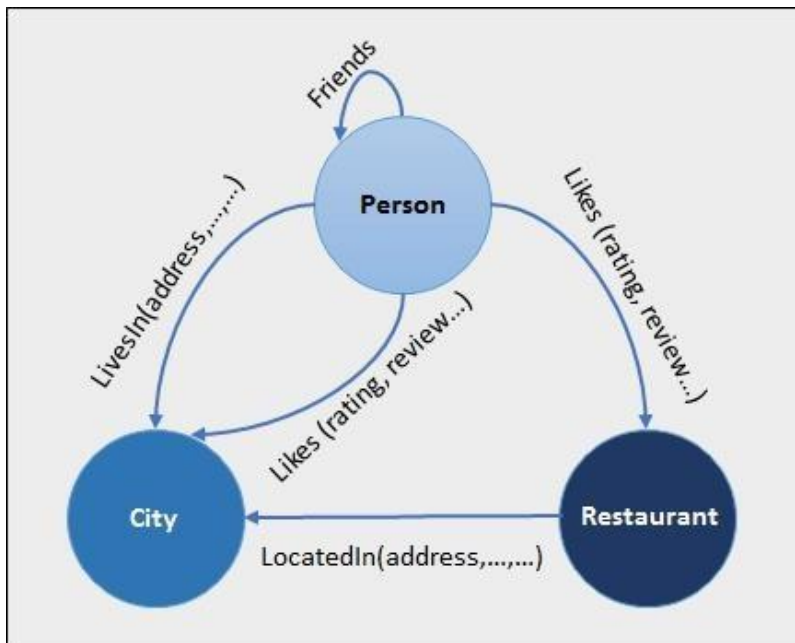 Friends
Person
LivesIn(address,...,...)
Likes (rating, review...)
Likes (rating, review...)
City
Restaurant
LocatedIn(address,...,...)